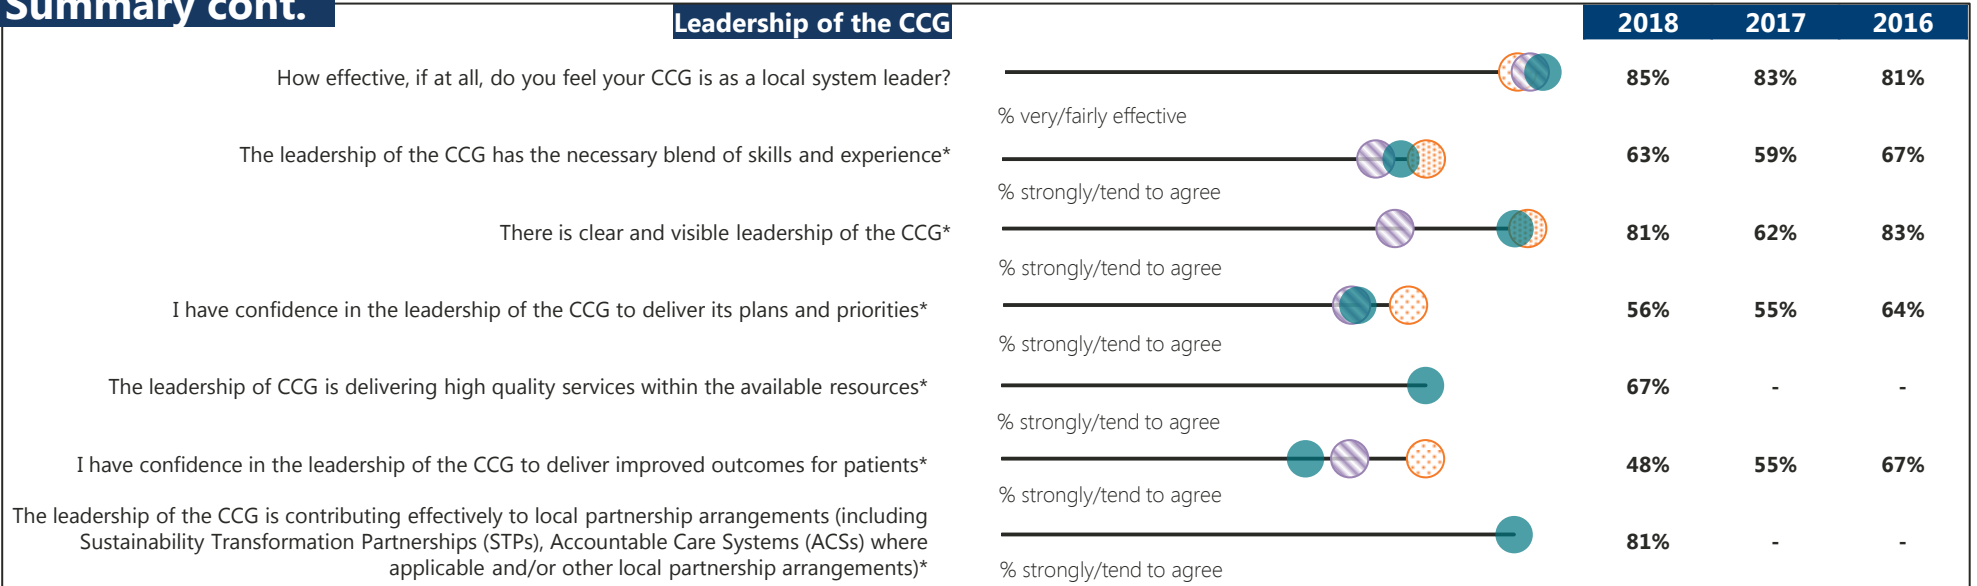 Summary cont.
Leadership of the CCG 2018 2017 2016
How effective, if at all, do you feel your CCG is as a local system leader? 85% 83% 81%
% very/fairly effective
The leadership of the CCG has the necessary blend of skills and experience* 63% 59% 67%
% strongly/tend to agree
There is clear and visible leadership of the CCG* 81% 62% 83%
% strongly/tend to agree
I have confidence in the leadership of the CCG to deliver its plans and priorities* 56% 55% 64%
% strongly/tend to agree
The leadership of CCG is delivering high quality services within the available resources* 67% - -
% strongly/tend to agree
I have confidence in the leadership of the CCG to deliver improved outcomes for patients* 48% 55% 67%
% strongly/tend to agree
The leadership of the CCG is contributing effectively to local partnership arrangements (including
Sustainability Transformation Partnerships (STPs), Accountable Care Systems (ACSs) where 81% - -
applicable and/or other local partnership arrangements)*
% strongly/tend to agree